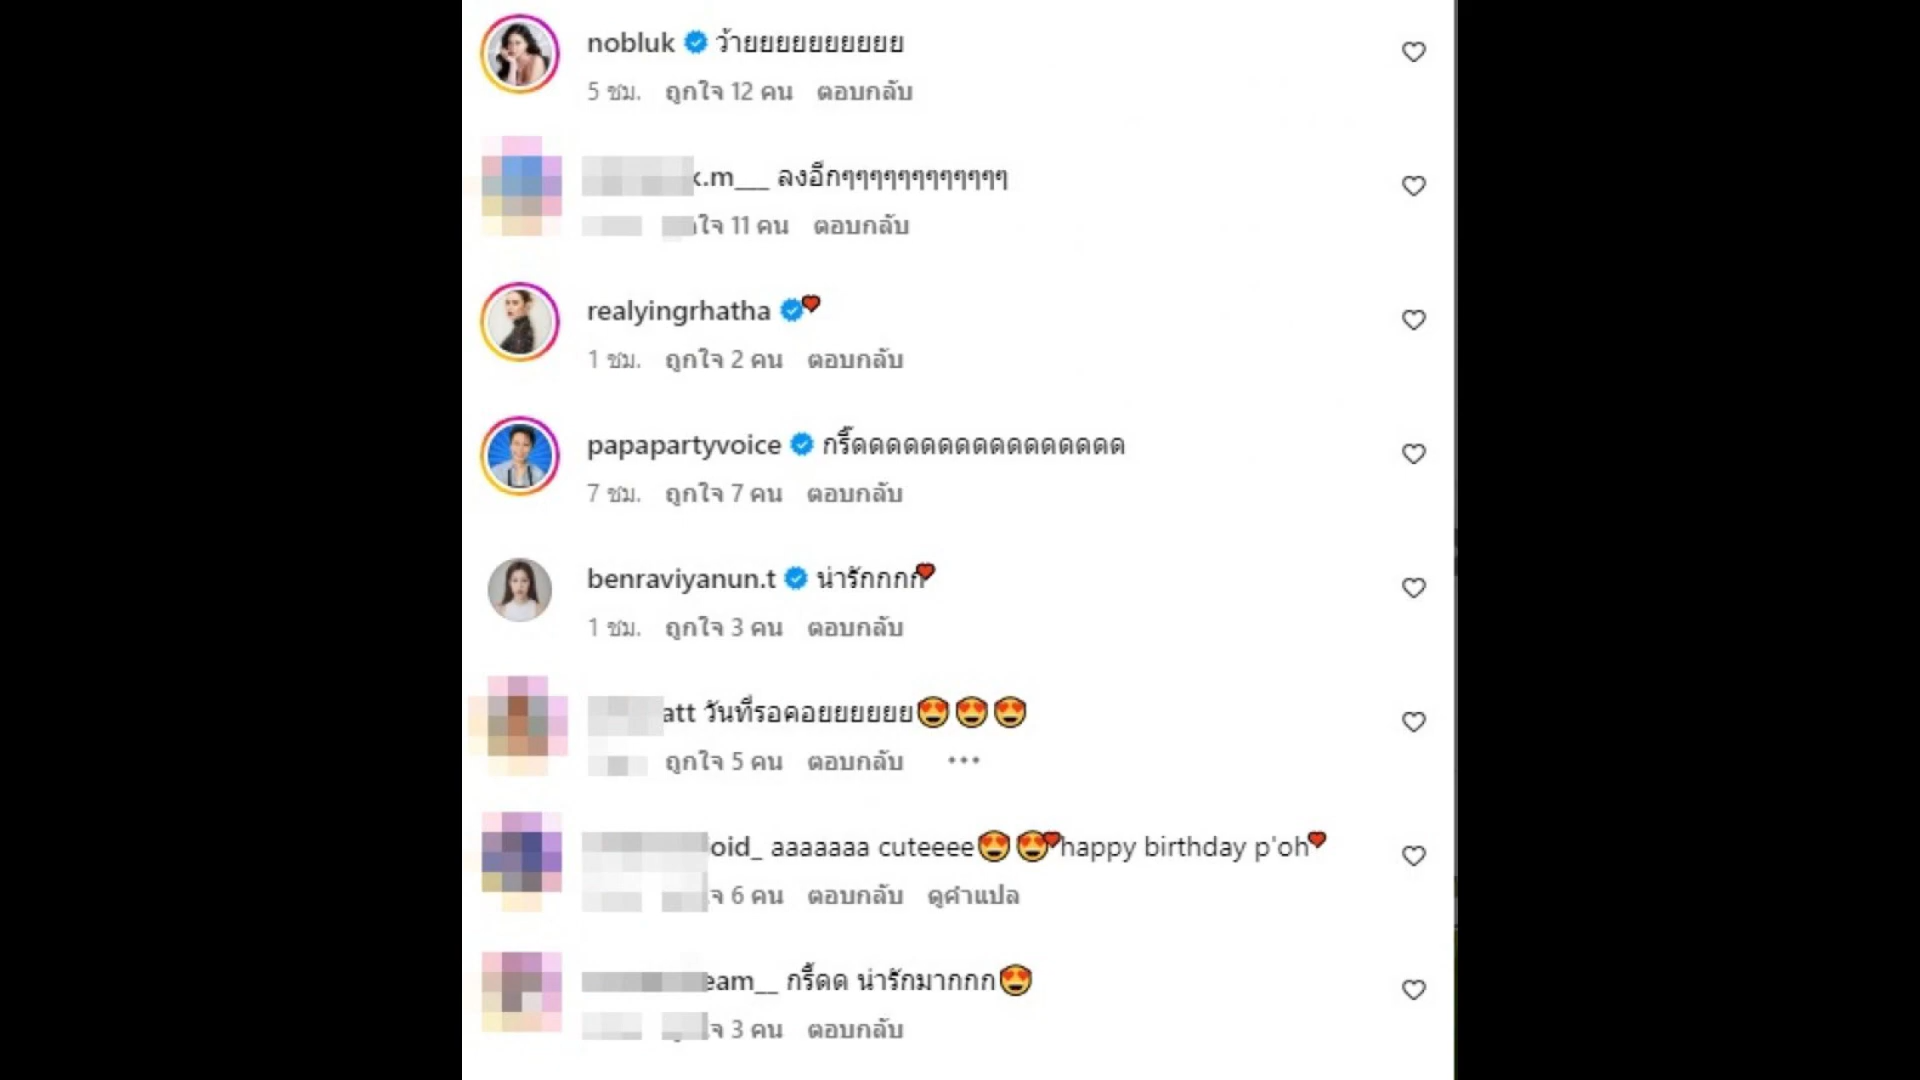 nobluk ว้ายยยยยยยยยยย
5 ชม. ถูกใจ 12 คน ตอบกลับ
k.m___ ลงอีกๆๆๆๆๆๆๆๆๆๆๆๆ
11 คน ตอบกลับ
realyingrhatha
1 ชม. ถูกใจ 2 คน ตอบกลับ
papapartyvoice กรี๊ดดดดดดดดดดดดดดดด
7 ชม. ถูกใจ 7 คน ตอบกลับ
benraviyanun.t น่ารักกกก
1 ชม. ถูกใจ 3 คน ตอบกลับ
att วันที่รอคอยยยยยย😍😍😍
ถูกใจ 5 คน ตอบกลับ •••
oid_ aaaaaaa cuteeee😍😍❤happy birthday p'oh❤
6 คน ตอบกลับ ดูคำแปล
eam__ กรี้ดด น่ารักมากกก😍
3 คน ตอบกลับ